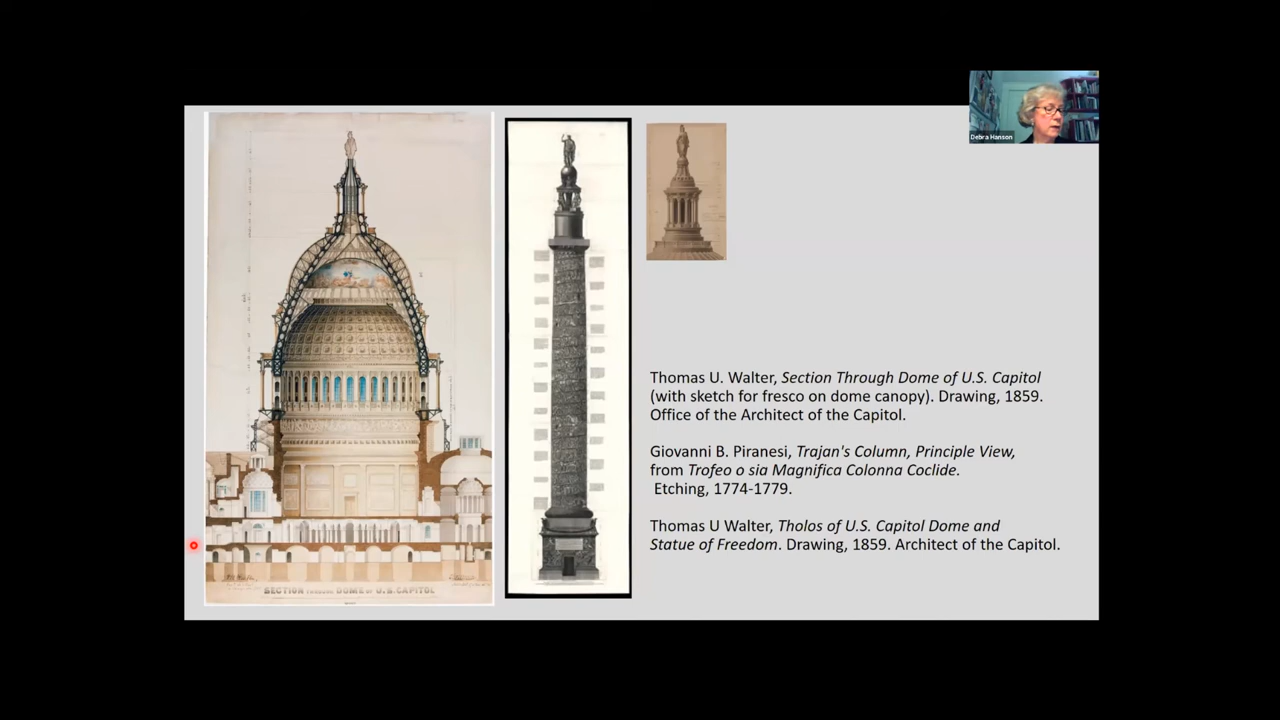 Debra Hanson
Thomas U. Walter, Section Through Dome of U.S. Capitol
(with sketch for fresco on dome canopy). Drawing, 1859.
Office of the Architect of the Capitol.
Giovanni B. Piranesi, Trajan's Column, Principle View,
from Trofeo o sia Magnifica Colonna Coclide.
Etching, 1774-1779.
Thomas U Walter, Tholos of U.S. Capitol Dome and
Statue of Freedom. Drawing, 1859. Architect of the Capitol.
SECTION THROUGH DOME OF U.S. CAPITOL